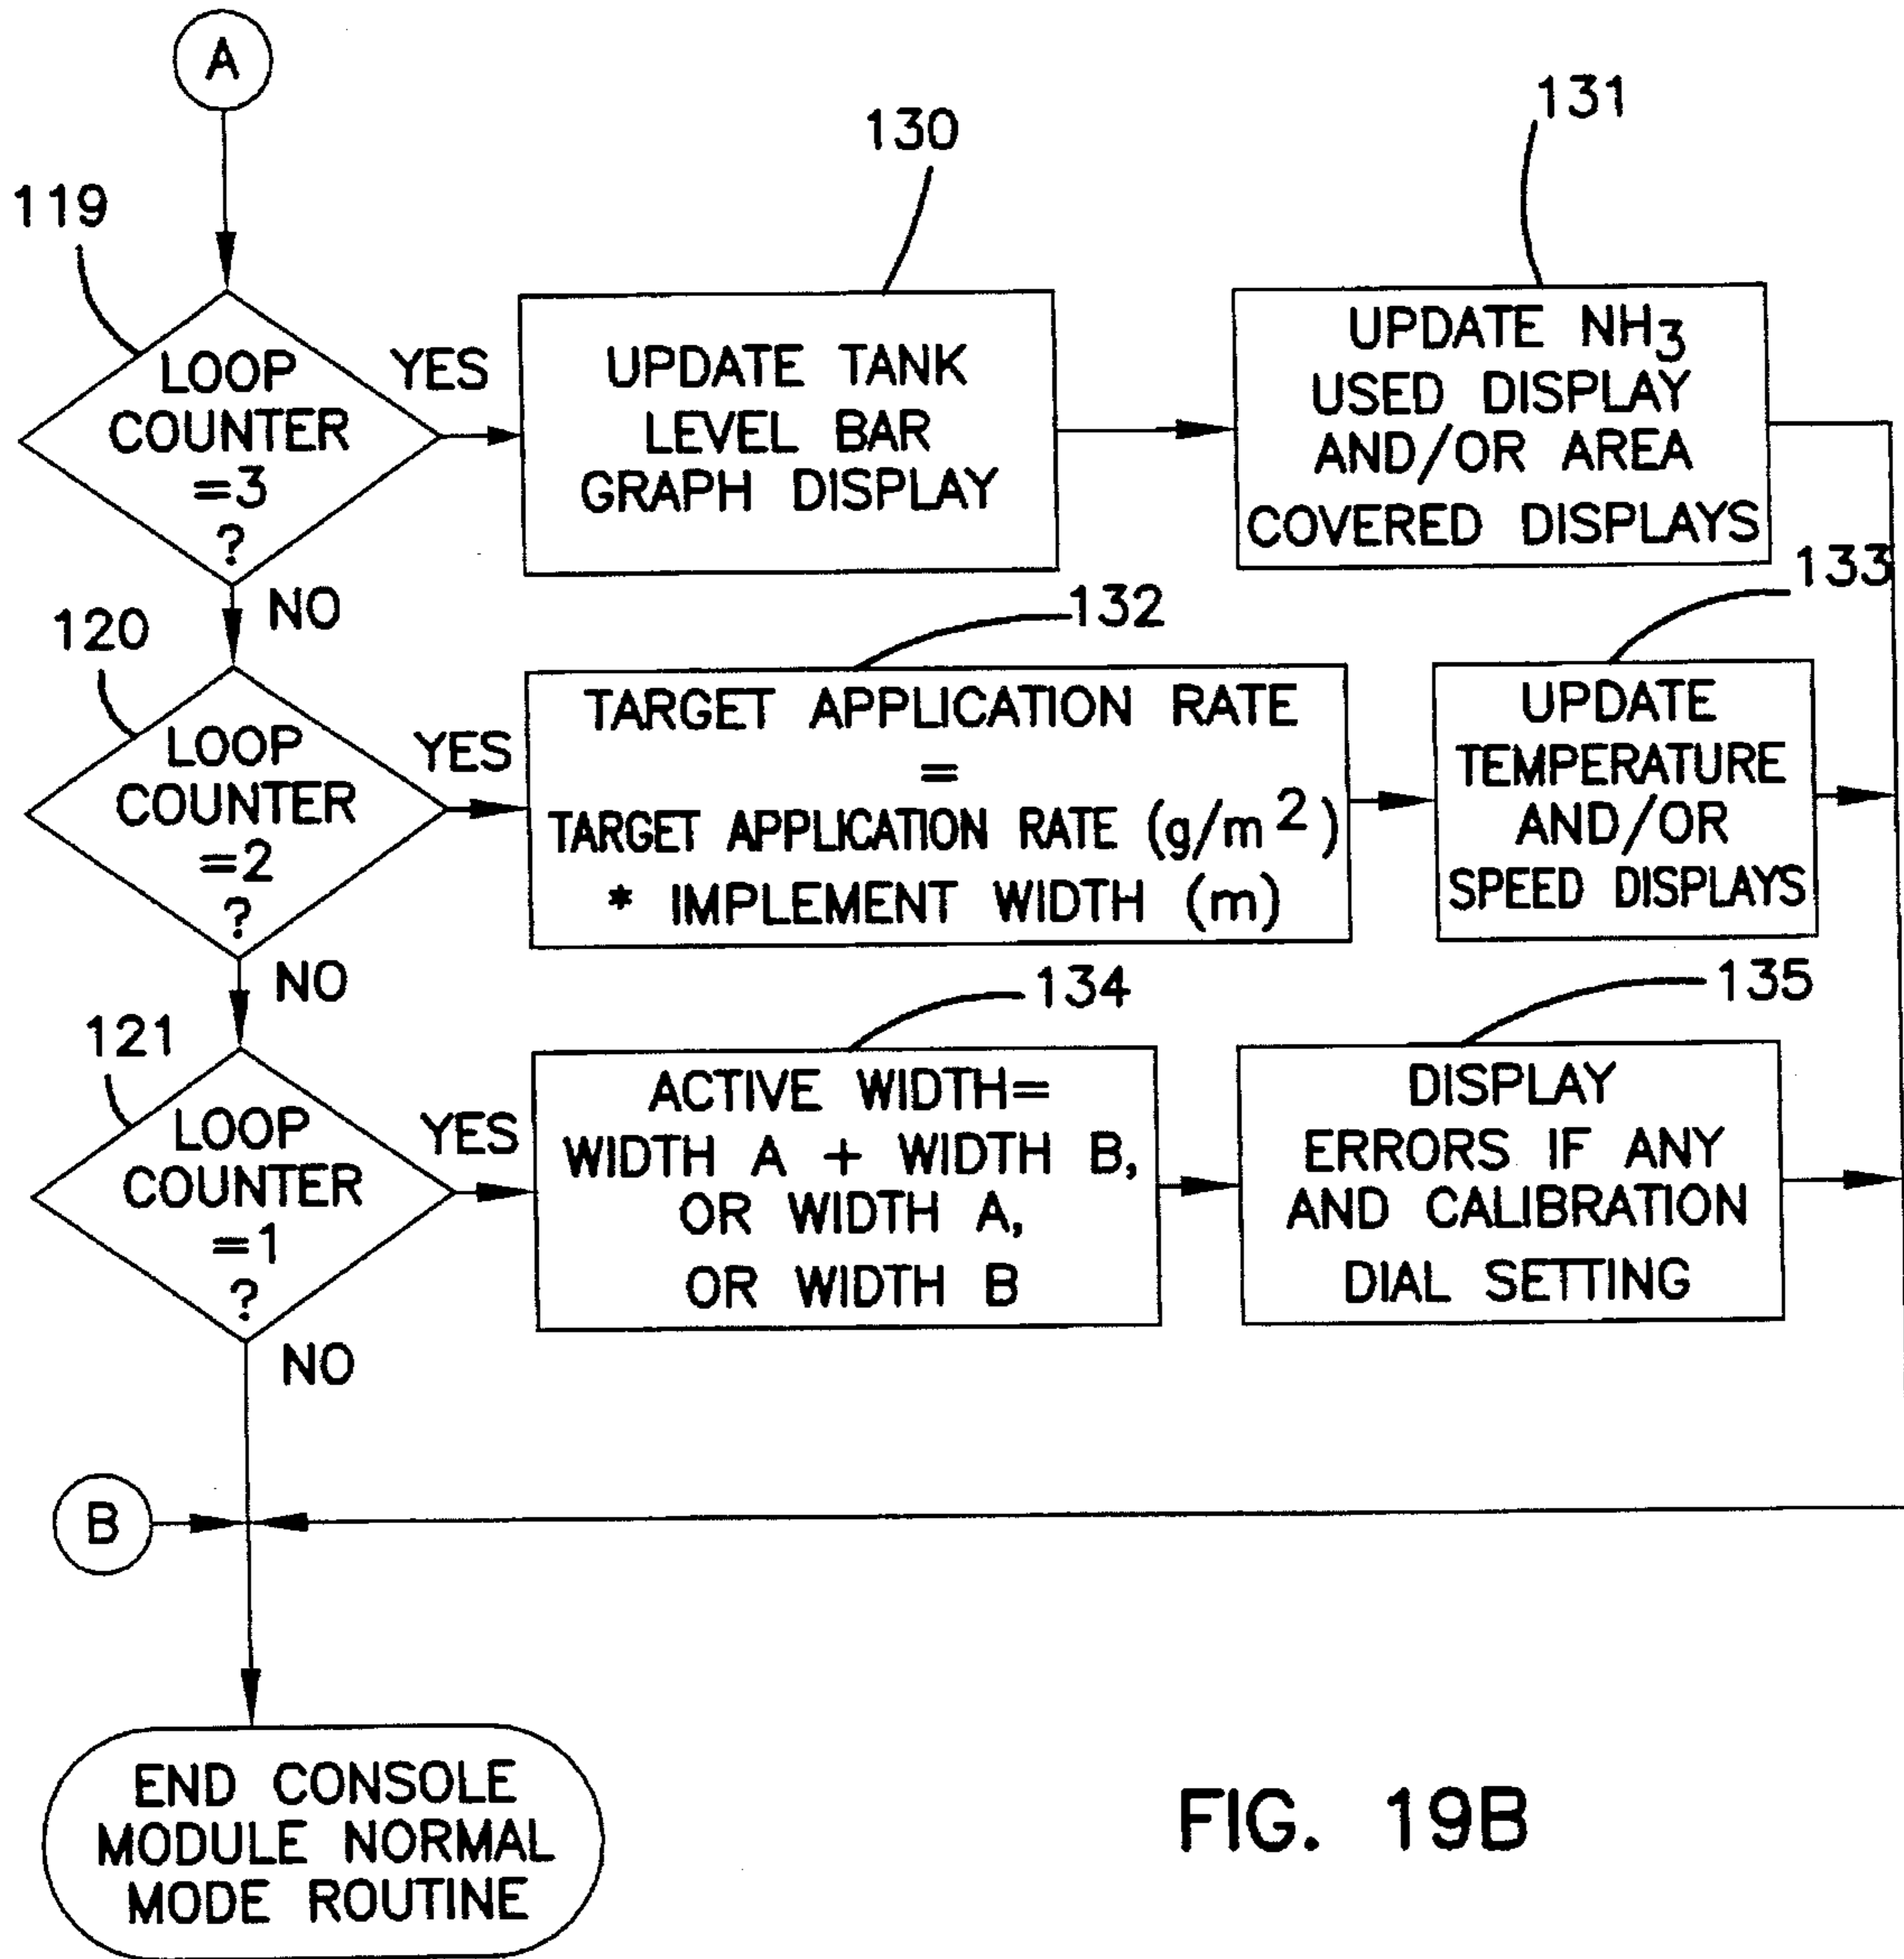 A
119
LOOP
COUNTER
=3
?
YES
NO
130
UPDATE TANK
LEVEL BAR
GRAPH DISPLAY
131
UPDATE NH3
USED DISPLAY
AND/OR AREA
COVERED DISPLAYS
120
LOOP
COUNTER
=2
?
YES
NO
132
TARGET APPLICATION RATE
=
TARGET APPLICATION RATE (g/m2)
* IMPLEMENT WIDTH (m)
133
UPDATE
TEMPERATURE
AND/OR
SPEED DISPLAYS
121
LOOP
COUNTER
=1
?
YES
NO
134
ACTIVE WIDTH=
WIDTH A + WIDTH B,
OR WIDTH A,
OR WIDTH B
135
DISPLAY
ERRORS IF ANY
AND CALIBRATION
DIAL SETTING
B
END CONSOLE
MODULE NORMAL
MODE ROUTINE
FIG. 19B